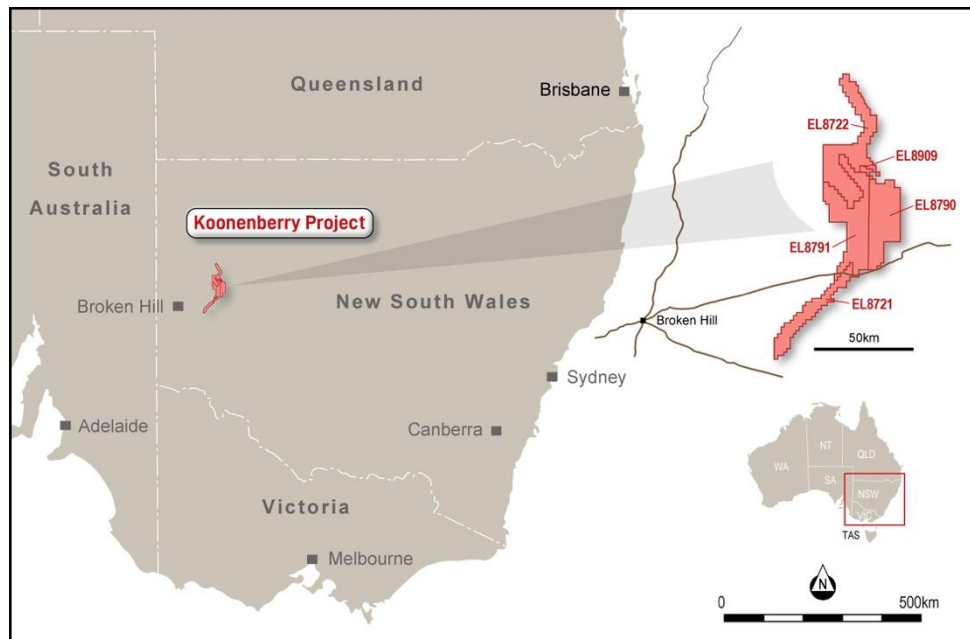 Queensland
Brisbane
South
Australia
Koonenberry Project
New South Wales
Broken Hill
Sydney
Adelaide
Canberra
Victoria
Melbourne
EL8722
EL8909
EL8790
EL8791
EL8721
Broken Hill
50km
NT
QLD
WA
SA
NSW
VIC
TAS
N
0 500km